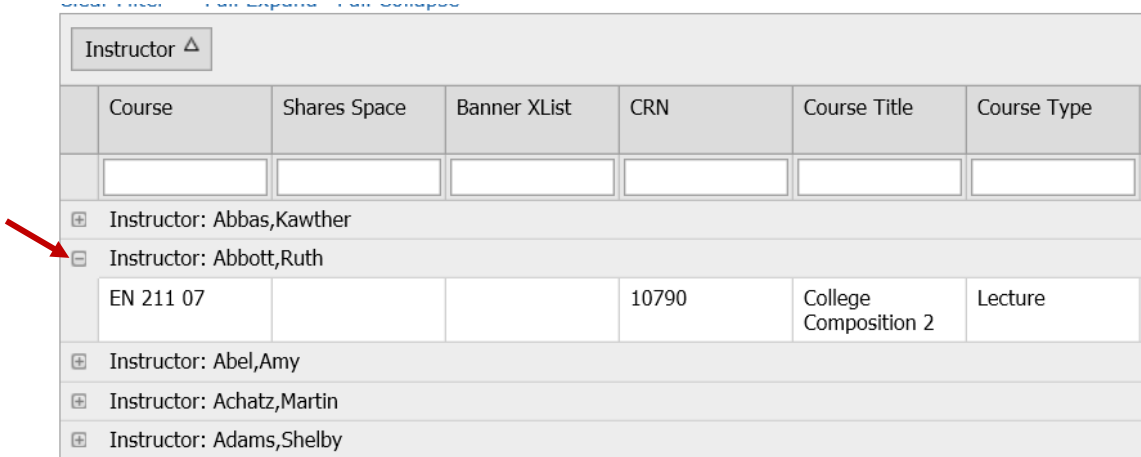 Instructor
Course Shares Space Banner XList CRN Course Title Course Type
Instructor: Abbas,Kawther
Instructor: Abbott,Ruth
EN 211 07 10790 College Lecture
Composition 2
Instructor: Abel,Amy
Instructor: Achatz,Martin
Instructor: Adams,Shelby